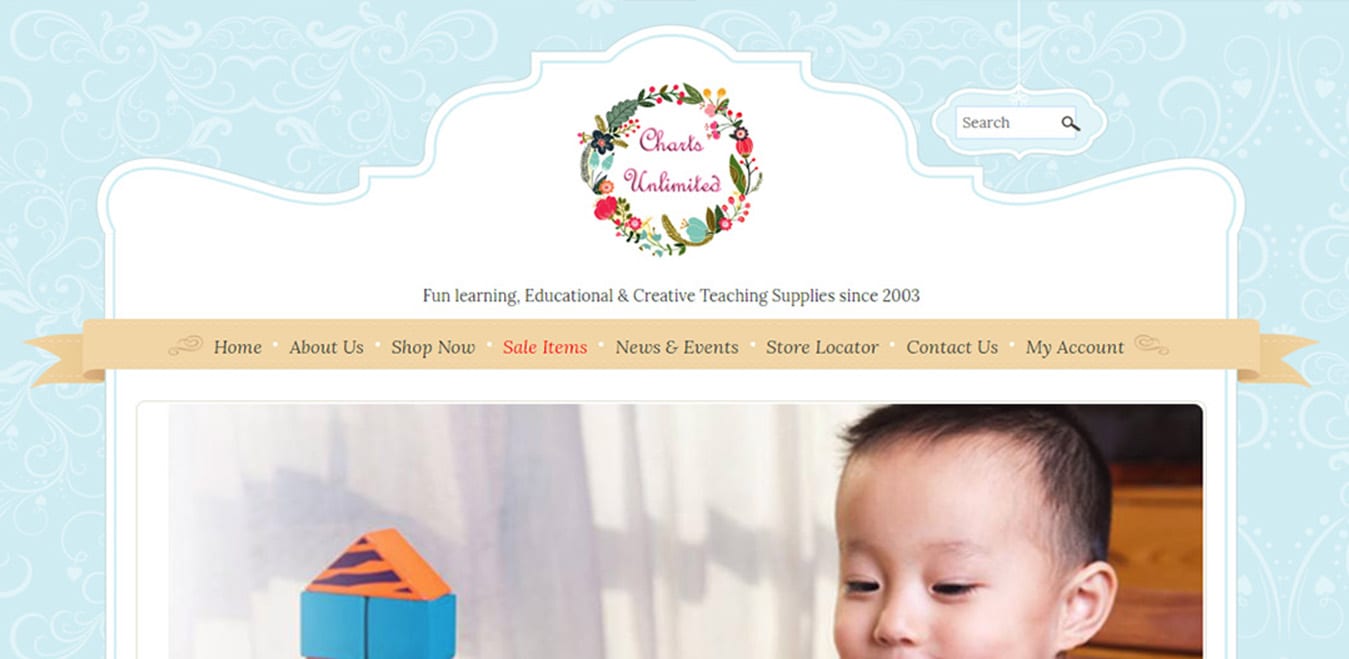 Search
Charts
Unlimited
Fun learning, Educational & Creative Teaching Supplies since 2003
Home About Us Shop Now Sale Items News & Events Store Locator Contact Us My Account